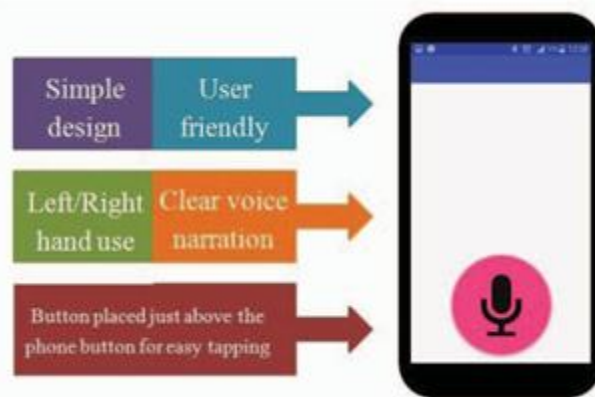 Simple
design
User
friendly
Left/Right
hand use
Clear voice
narration
Button placed just above the
phone button for easy tapping